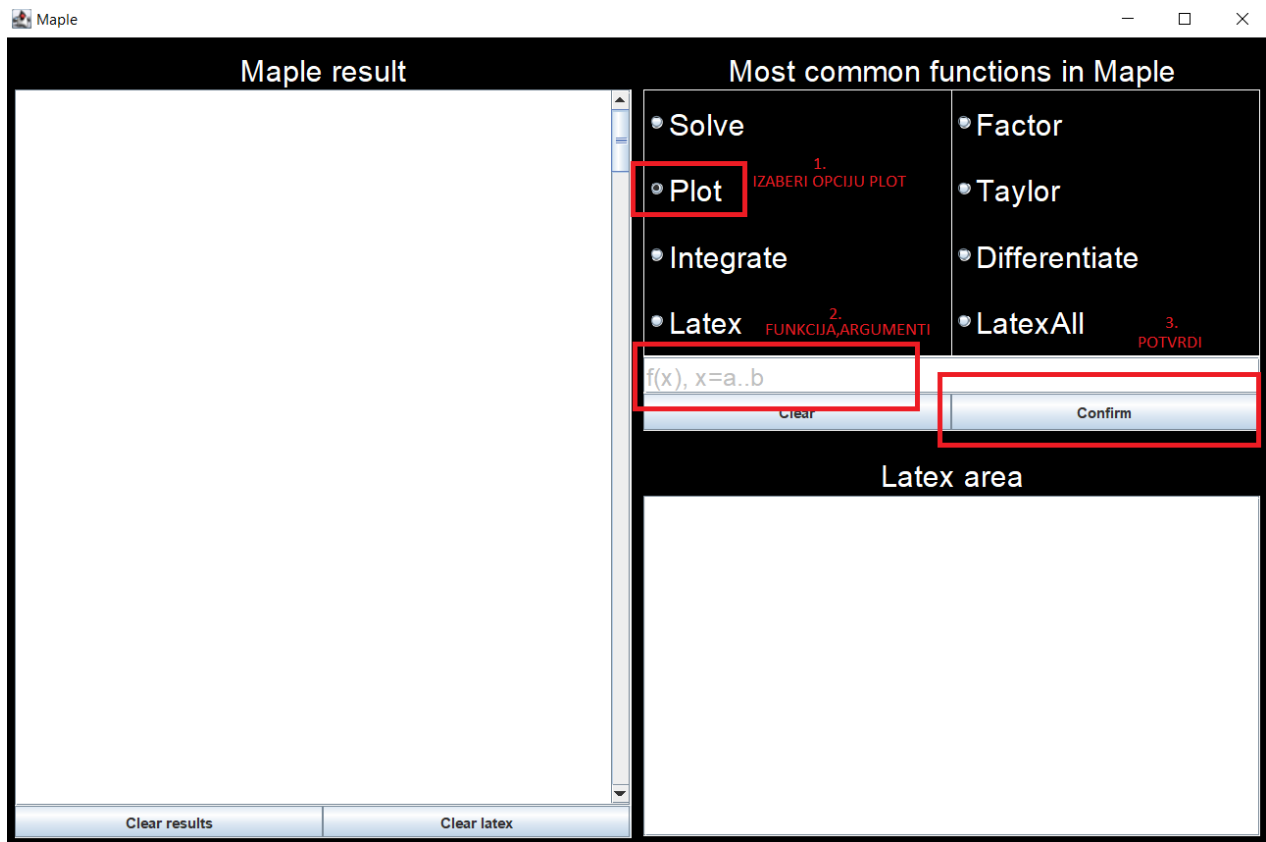 Maple
Maple result
Most common functions in Maple
Solve
Factor
1.
IZABERI OPCIJU PLOT
Plot
Taylor
Integrate
Differentiate
Latex
2.
FUNKCIJA,ARGUMENTI
LatexAll
3.
POTVRDI
f(x), x=a..b
Clear
Confirm
Latex area
Clear results
Clear latex